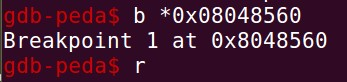 gdb-peda$ b *0x08048560
Breakpoint 1 at 0x8048560
gdb-peda$ r